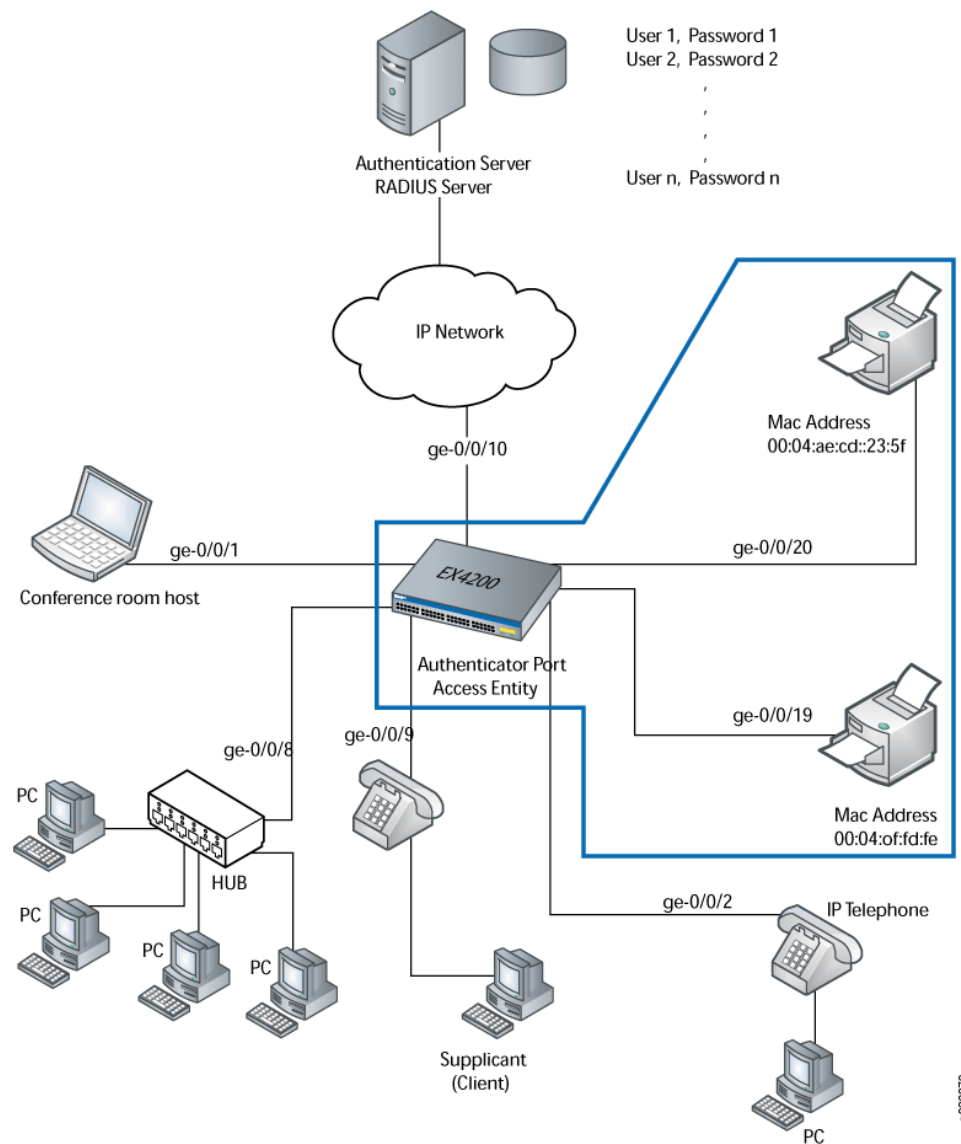 User 1, Password 1
User 2, Password 2
,
,
,
,
User n, Password n
Authentication Server
RADIUS Server
IP Network
ge-0/0/10
Mac Address
00:04:ae:cd::23:5f
ge-0/0/1
ge-0/0/20
EX4200
Conference room host
Authenticator Port
Access Entity
ge-0/0/19
ge-0/0/8
ge-0/0/9
Mac Address
00:04:of:fd:fe
PC
HUB
PC
PC
PC
ge-0/0/2
IP Telephone
Supplicant
(Client)
PC